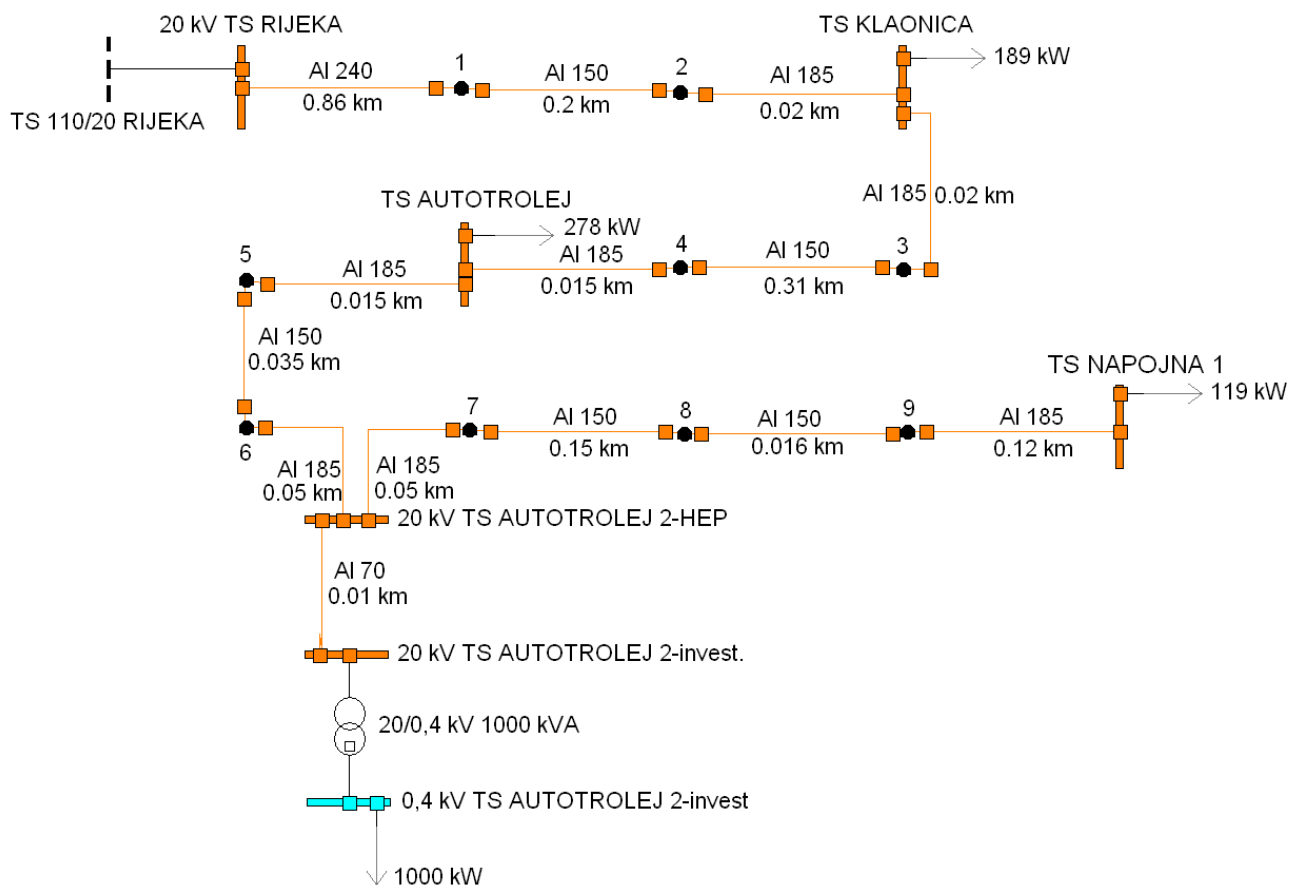 20 kV TS RIJEKA
TS KLAONICA
TS 110/20 RIJEKA
Al 240
0.86 km
1
Al 150
0.2 km
2
Al 185
0.02 km
189 kW
Al 185
0.02 km
TS AUTOTROLEJ
278 kW
5
Al 185
0.015 km
Al 185
0.015 km
4
Al 150
0.31 km
3
Al 150
0.035 km
TS NAPOJNA 1
119 kW
6
7
Al 150
0.15 km
8
Al 150
0.016 km
9
Al 185
0.12 km
Al 185
0.05 km
Al 185
0.05 km
20 kV TS AUTOTROLEJ 2-HEP
Al 70
0.01 km
20 kV TS AUTOTROLEJ 2-invest.
20/0,4 kV 1000 kVA
0,4 kV TS AUTOTROLEJ 2-invest
1000 kW